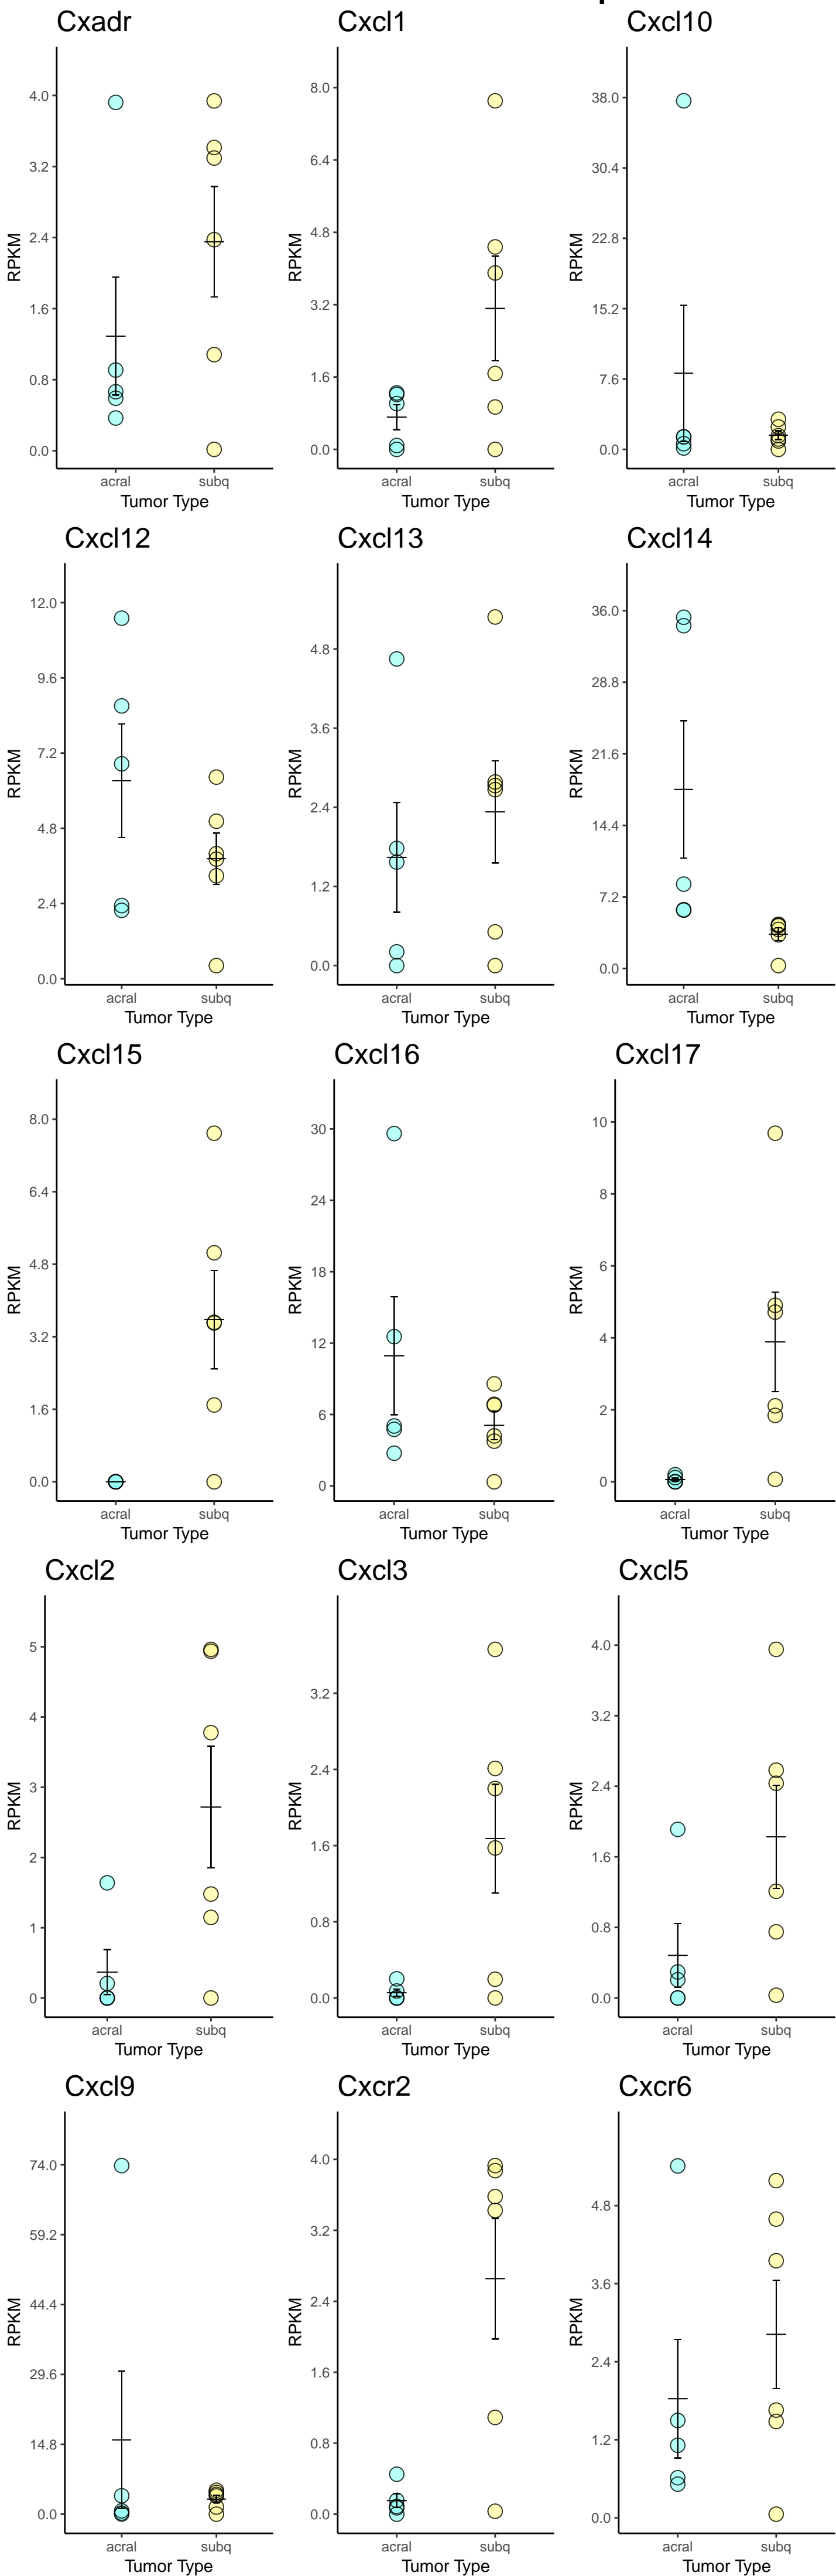 Cxadr
4.0
3.2
2.4
1.6
0.8
0.0
RPKM
acral
subq
Tumor Type
Cxcl1
8.0
6.4
4.8
3.2
1.6
0.0
RPKM
acral
subq
Tumor Type
Cxcl10
38.0
30.4
22.8
15.2
7.6
0.0
RPKM
acral
subq
Tumor Type
Cxcl12
12.0
9.6
7.2
4.8
2.4
0.0
RPKM
acral
subq
Tumor Type
Cxcl13
4.8
3.6
2.4
1.2
0.0
RPKM
acral
subq
Tumor Type
Cxcl14
36.0
28.8
21.6
14.4
7.2
0.0
RPKM
acral
subq
Tumor Type
Cxcl15
8.0
6.4
4.8
3.2
1.6
0.0
RPKM
acral
subq
Tumor Type
Cxcl16
30
24
18
12
6
0
RPKM
acral
subq
Tumor Type
Cxcl17
10
8
6
4
2
0
RPKM
acral
subq
Tumor Type
Cxcl2
5
4
3
2
1
0
RPKM
acral
subq
Tumor Type
Cxcl3
3.2
2.4
1.6
0.8
0.0
RPKM
acral
subq
Tumor Type
Cxcl5
4.0
3.2
2.4
1.6
0.8
0.0
RPKM
acral
subq
Tumor Type
Cxcl9
74.0
59.2
44.4
29.6
14.8
0.0
RPKM
acral
subq
Tumor Type
Cxcr2
4.0
3.2
2.4
1.6
0.8
0.0
RPKM
acral
subq
Tumor Type
Cxcr6
4.8
3.6
2.4
1.2
0.0
RPKM
acral
subq
Tumor Type